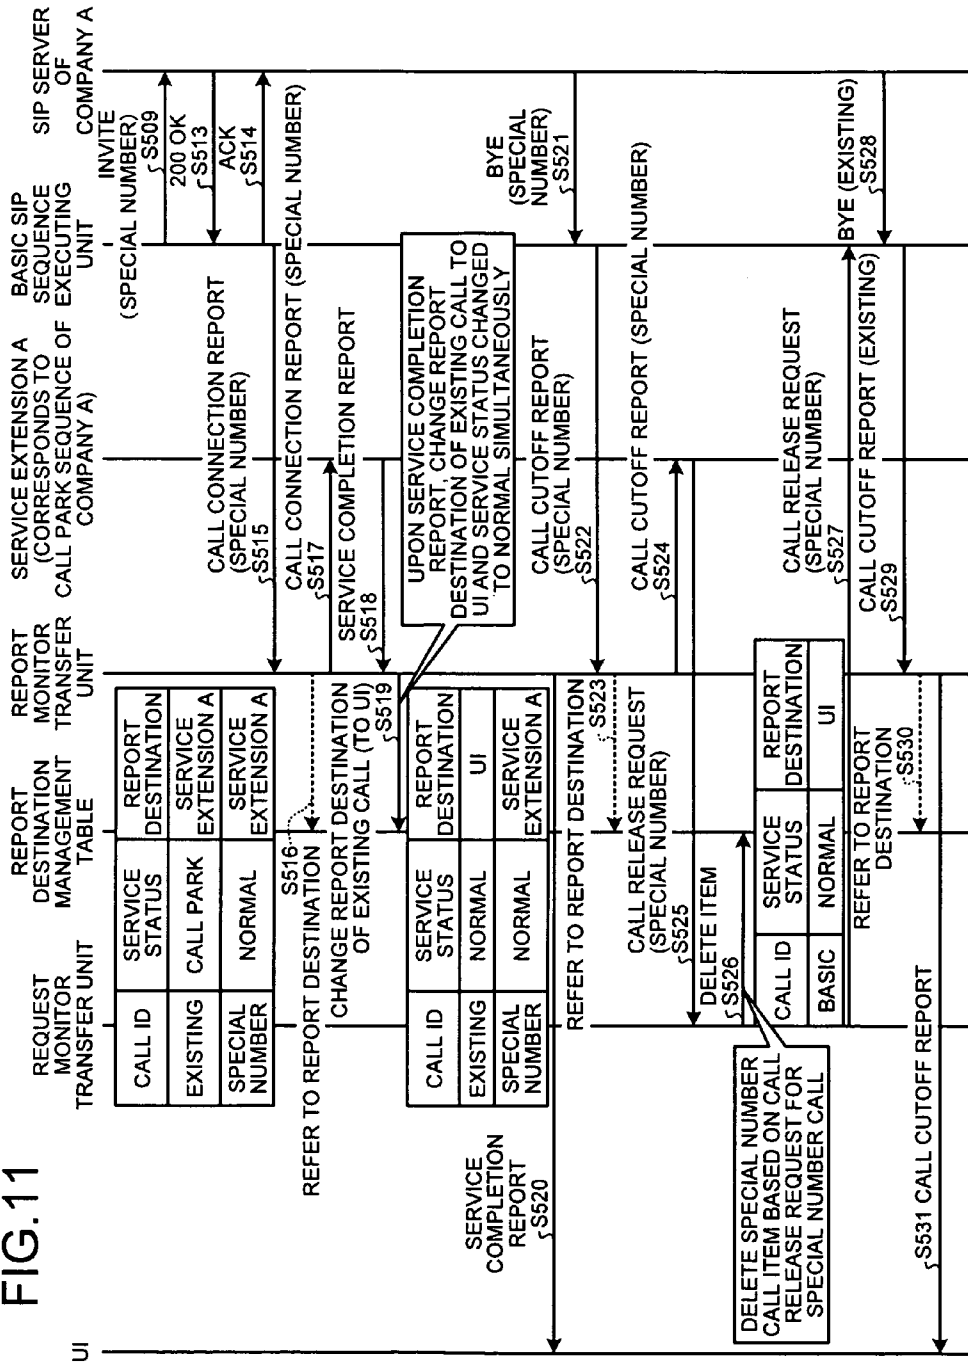 FIG.11
UI
REQUEST
MONITOR
TRANSFER UNIT
REPORT
DESTINATION
MANAGEMENT
TABLE
REPORT
MONITOR
TRANSFER
UNIT
SERVICE EXTENSION A
(CORRESPONDS TO
CALL PARK SEQUENCE OF
COMPANY A)
BASIC SIP
SEQUENCE
EXECUTING
UNIT
SIP SERVER
OF
COMPANY A
INVITE
(SPECIAL NUMBER)
S509
200 OK
S513
ACK
S514
CALL CONNECTION REPORT
(SPECIAL NUMBER)
S515
CALL ID
SERVICE
STATUS
REPORT
DESTINATION
EXISTING
CALL PARK
SERVICE
EXTENSION A
SPECIAL
NUMBER
NORMAL
SERVICE
EXTENSION A
S516
REFER TO REPORT DESTINATION
CALL CONNECTION REPORT (SPECIAL NUMBER)
S517
SERVICE COMPLETION REPORT
S518
CHANGE REPORT DESTINATION
OF EXISTING CALL (TO UI)
S519
UPON SERVICE COMPLETION
REPORT, CHANGE REPORT
DESTINATION OF EXISTING CALL TO
UI AND SERVICE STATUS CHANGED
TO NORMAL SIMULTANEOUSLY
CALL ID
SERVICE
STATUS
REPORT
DESTINATION
EXISTING
NORMAL
UI
SPECIAL
NUMBER
NORMAL
SERVICE
EXTENSION A
SERVICE
COMPLETION
REPORT
S520
BYE
(SPECIAL
NUMBER)
S521
CALL CUTOFF REPORT
(SPECIAL NUMBER)
S522
REFER TO REPORT DESTINATION
S523
CALL CUTOFF REPORT (SPECIAL NUMBER)
S524
CALL RELEASE REQUEST
(SPECIAL NUMBER)
S525
DELETE ITEM
S526
DELETE SPECIAL NUMBER
CALL ITEM BASED ON CALL
RELEASE REQUEST FOR
SPECIAL NUMBER CALL
CALL ID
SERVICE
STATUS
REPORT
DESTINATION
BASIC
NORMAL
UI
CALL RELEASE REQUEST
(SPECIAL NUMBER)
S527
BYE (EXISTING)
S528
CALL CUTOFF REPORT (EXISTING)
S529
REFER TO REPORT
DESTINATION
S530
S531 CALL CUTOFF REPORT